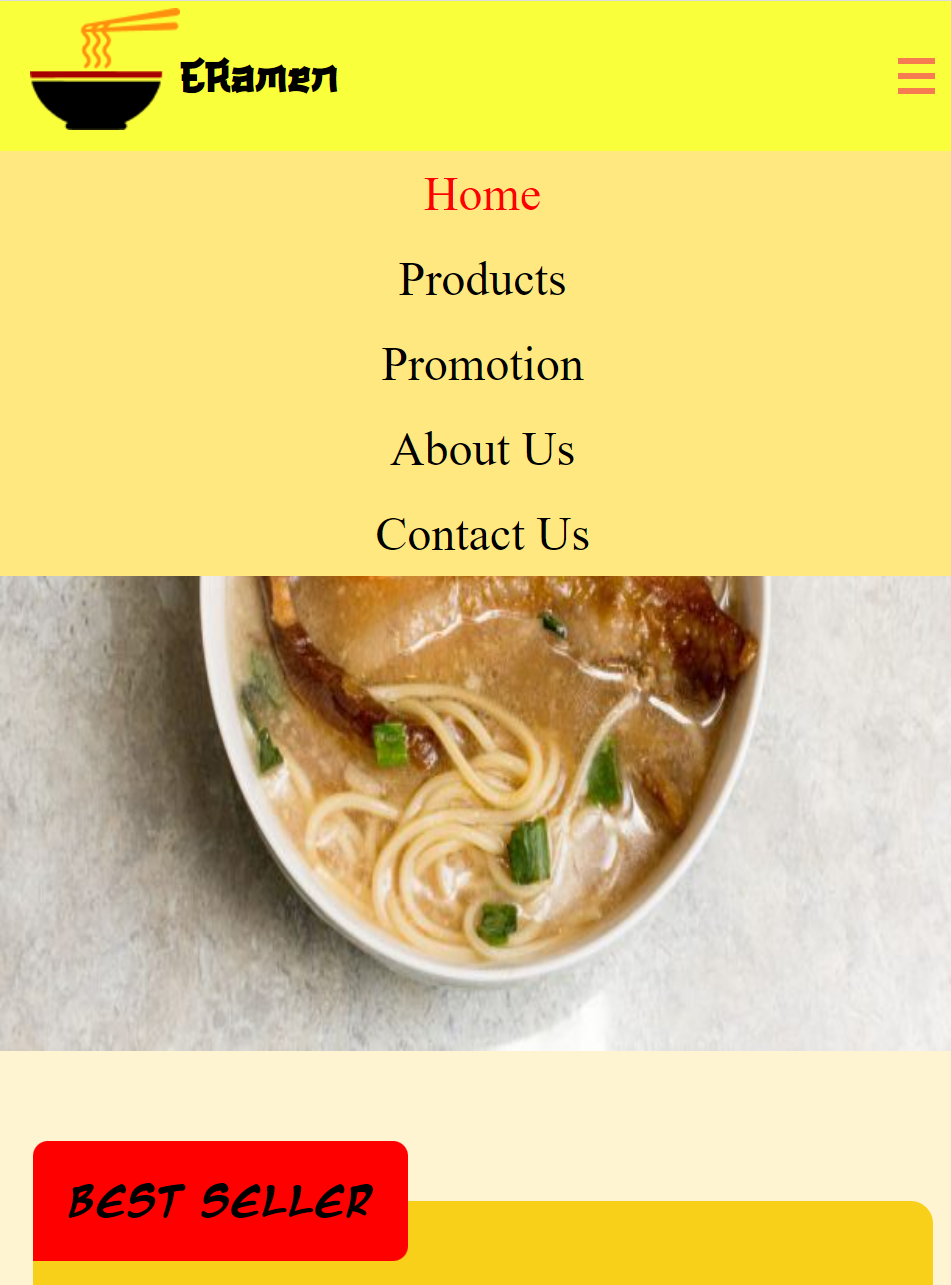 ERamen
Home
Products
Promotion
About Us
Contact Us
BEST SELLER